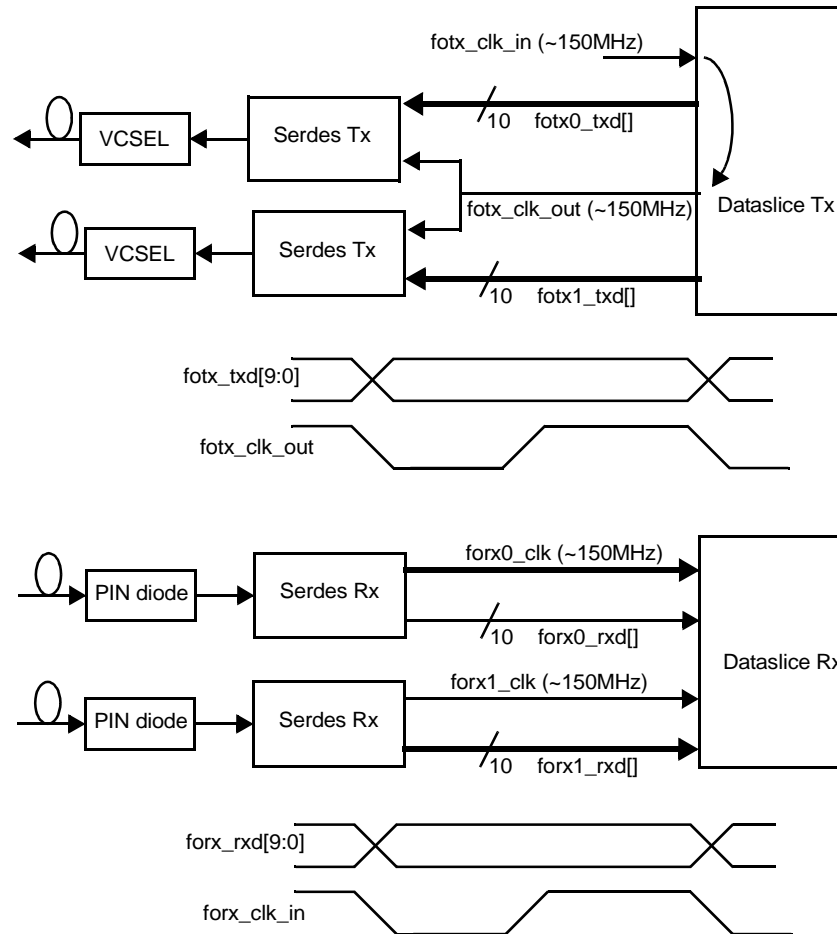 fotx_clk_in (~150MHz)
10 fotx0_txd[]
VCSEL
Serdes Tx
fotx_clk_out (~150MHz)
Dataslice Tx
VCSEL
Serdes Tx
10 fotx1_txd[]
fotx_txd[9:0]
fotx_clk_out
forx0_clk (~150MHz)
PIN diode
Serdes Rx
10 forx0_rxd[]
Dataslice Rx
forx1_clk (~150MHz)
PIN diode
Serdes Rx
10 forx1_rxd[]
forx_rxd[9:0]
forx_clk_in